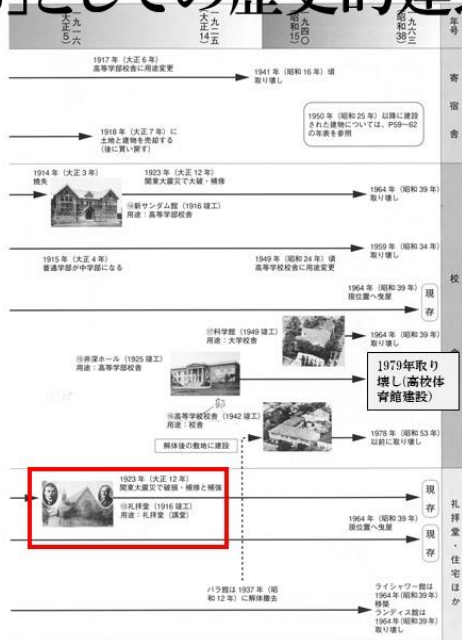 」としての歴史的建
一九一六
(大正5)
一九二五
大正14)
一九四〇
昭和15)
一九六三
昭和38)
年号
1917年(大正6年)
高等学部校舎に用途変更
1941年(昭和16年)頃
取り壊し
寄宿舎
1950年(昭和25年)以降に建設
された建物については、P59〜62
の年表を参照
1918年(大正7年)に
土地と建物を売却する
(後に買い戻す)
1914年(大正3年)
焼失
1923年(大正12年)
関東大震災で大破・補修
⑭新サンダム館(1916竣工)
用途:高等学部校舎
1964年(昭和39年)
取り壊し
1915年(大正4年)
普通学部が中学部になる
1949年(昭和24年)頃
高等学校校舎に用途変更
1959年(昭和34年)
取り壊し
校
1964年(昭和39年)
現位置へ曳屋
現存
⑰科学館(1949竣工)
用途:大学校舎
1964年(昭和39年)
取り壊し
⑮井深ホール(1925竣工)
用途:高等学部校舎
1979年取り
壊し(高校体
育館建設)
部
⑯高等学校校舎(1942竣工)
用途:校舎
解体後の敷地に建設
1978年(昭和53年)
以前に取り壊し
1923年(大正12年)
関東大震災で破損・補修と補強
⑬礼拝堂(1916竣工)
用途:礼拝堂(講堂)
現存
1964年(昭和39年)
現位置へ曳屋
現存
礼拝堂・住宅ほか
バラ館は1937年(昭
和12年)に解体撤去
ライシャワー館は
1964年(昭和39年)
移築
ランディス館は
1964年(昭和39年)
取り壊し